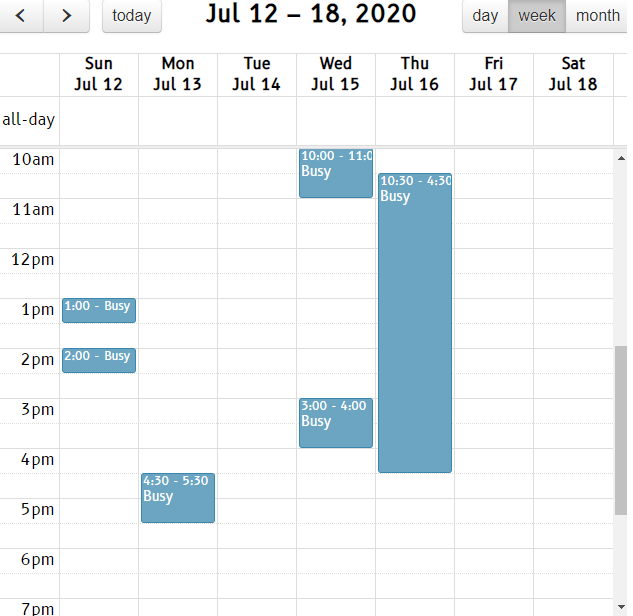 today
Jul 12 – 18, 2020
day week month
Sun Mon Tue Wed Thu Fri Sat
Jul 12 Jul 13 Jul 14 Jul 15 Jul 16 Jul 17 Jul 18
all-day
10am
10:00 - 11:0
Busy
10:30 - 4:30
Busy
11am
12pm
1pm
1:00 - Busy
2pm
2:00 - Busy
3pm
3:00 - 4:00
Busy
4pm
4:30 - 5:30
Busy
5pm
6pm
7pm